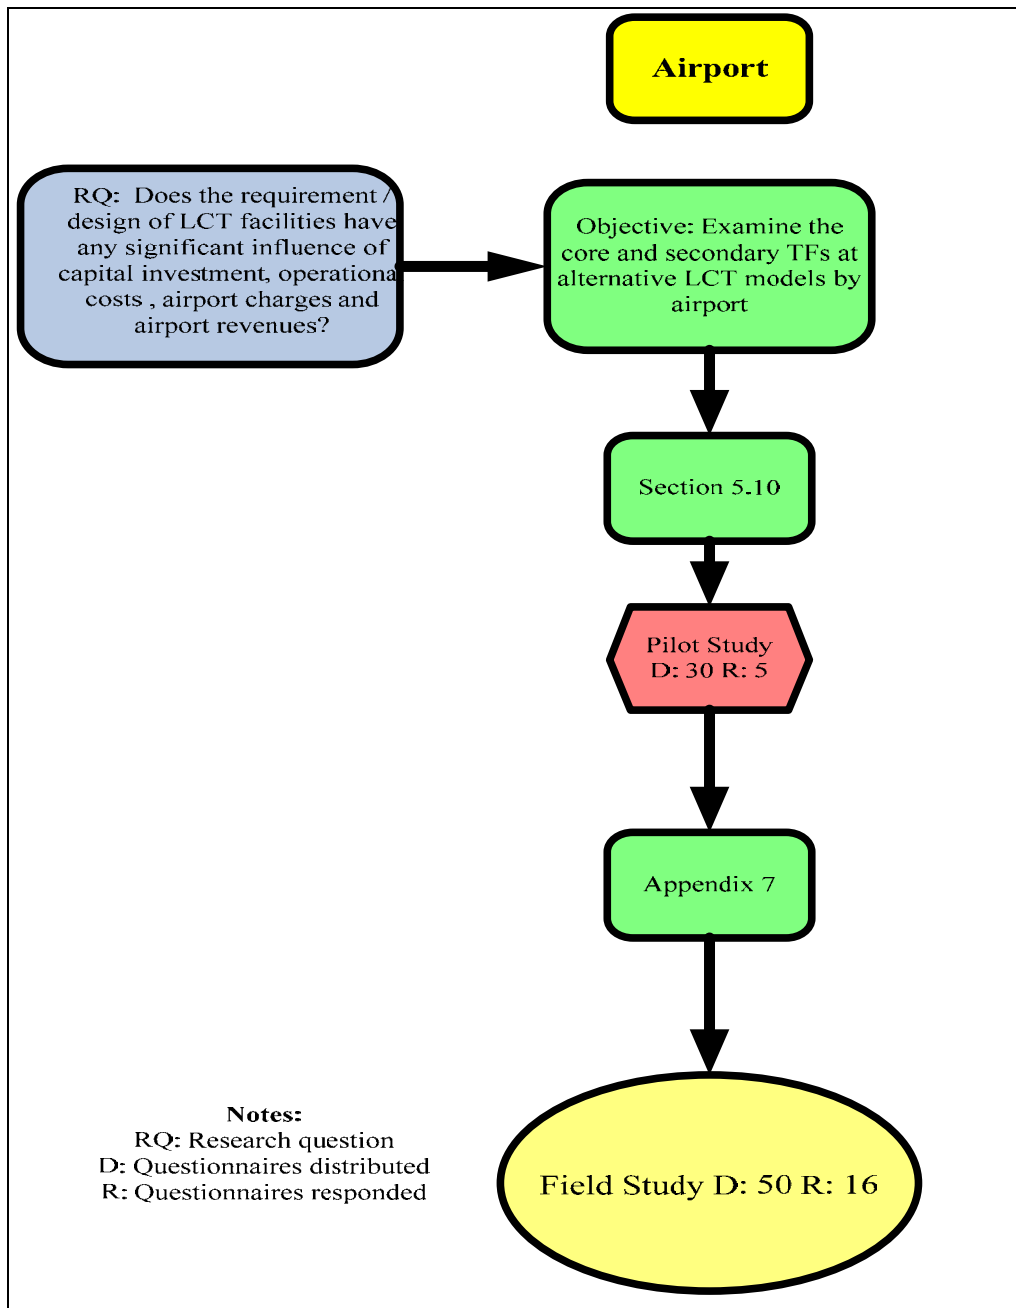 Airport
RQ:  Does the requirement /
design of LCT facilities have
any significant influence of
capital investment, operationa
costs , airport charges and
airport revenues?
Objective: Examine the
core and secondary TFs at
alternative LCT models by
airport
Section 5.10
Pilot Study
D: 30 R: 5
Appendix 7
Field Study D: 50 R: 16
Notes:
RQ: Research question
D: Questionnaires distributed
R: Questionnaires responded